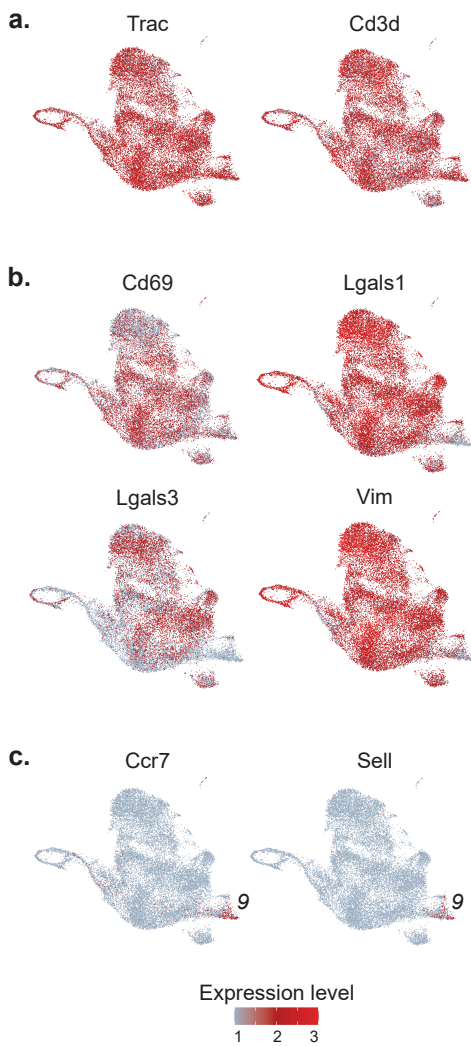 a.
Trac Cd3d
b.
Cd69 Lgals1
Lgals3 Vim
c.
Ccr7 Sell
9 9
Expression level
1 2 3